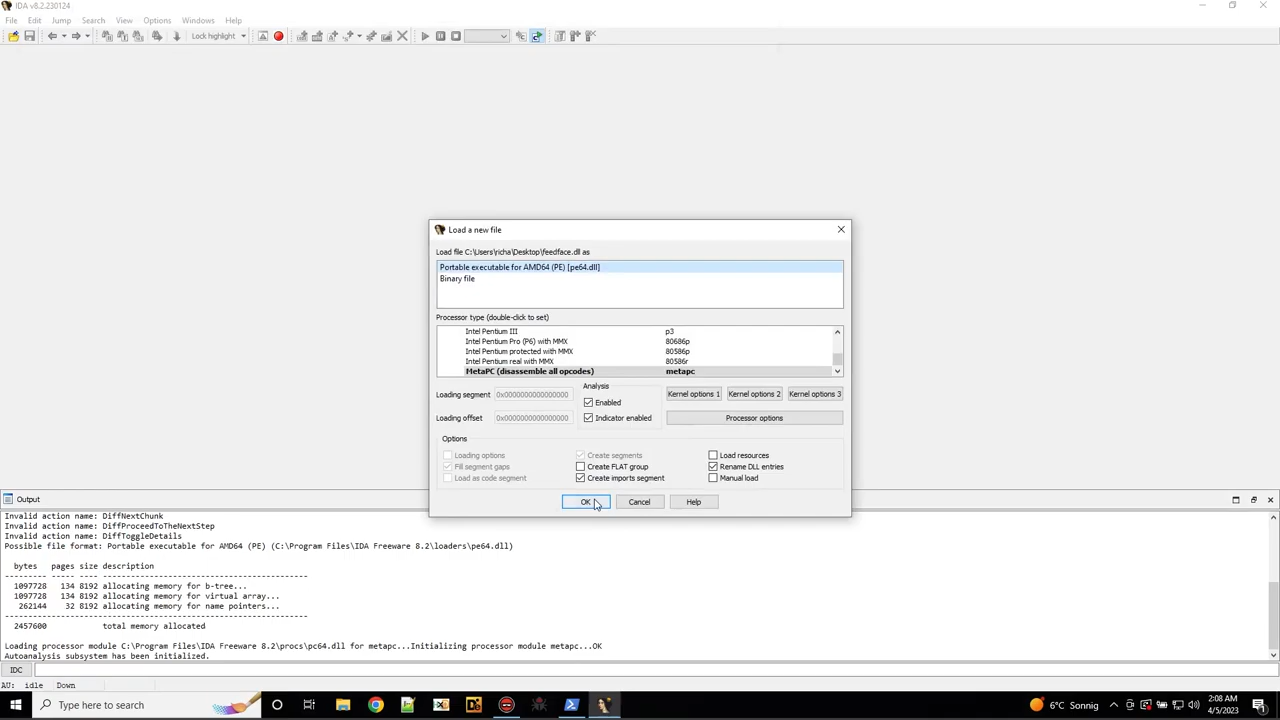 IDA v8.2.230124
File Edit Jump Search View Options Windows Help
Lock highlight
Load a new file
Load file C:\Users\richa\Desktop\feedface.dll as
Portable executable for AMD64 (PE) [pe64.dll]
Binary file
Processor type (double-click to set)
Intel Pentium III p3
Intel Pentium Pro (P6) with MMX 80686p
Intel Pentium protected with MMX 80586p
Intel Pentium real with MMX 80586r
MetaPC (disassemble all opcodes) metapc
Analysis
Loading segment 0x0000000000000000 Enabled Kernel options 1 Kernel options 2 Kernel options 3
Loading offset 0x0000000000000000 Indicator enabled Processor options
Options
Loading options Create segments Load resources
Fill segment gaps Create FLAT group Rename DLL entries
Load as code segment Create imports segment Manual load
OK Cancel Help
Output
Invalid action name: DiffNextChunk
Invalid action name: DiffProceedToTheNextStep
Invalid action name: DiffToggleDetails
Possible file format: Portable executable for AMD64 (PE) (C:\Program Files\IDA Freeware 8.2\loaders\pe64.dll)
bytes pages size description
--------- ----- ---- --------------------------------------------
1097728 134 8192 allocating memory for b-tree...
1097728 134 8192 allocating memory for virtual array...
262144 32 8192 allocating memory for name pointers...
-----------------------------------------------------------------
2457600 total memory allocated
Loading processor module C:\Program Files\IDA Freeware 8.2\procs\pc64.dll for metapc...Initializing processor module metapc...OK
Autoanalysis subsystem has been initialized.
IDC
AU: idle Down
Type here to search
6°C Sonnig
2:08 AM
4/5/2023